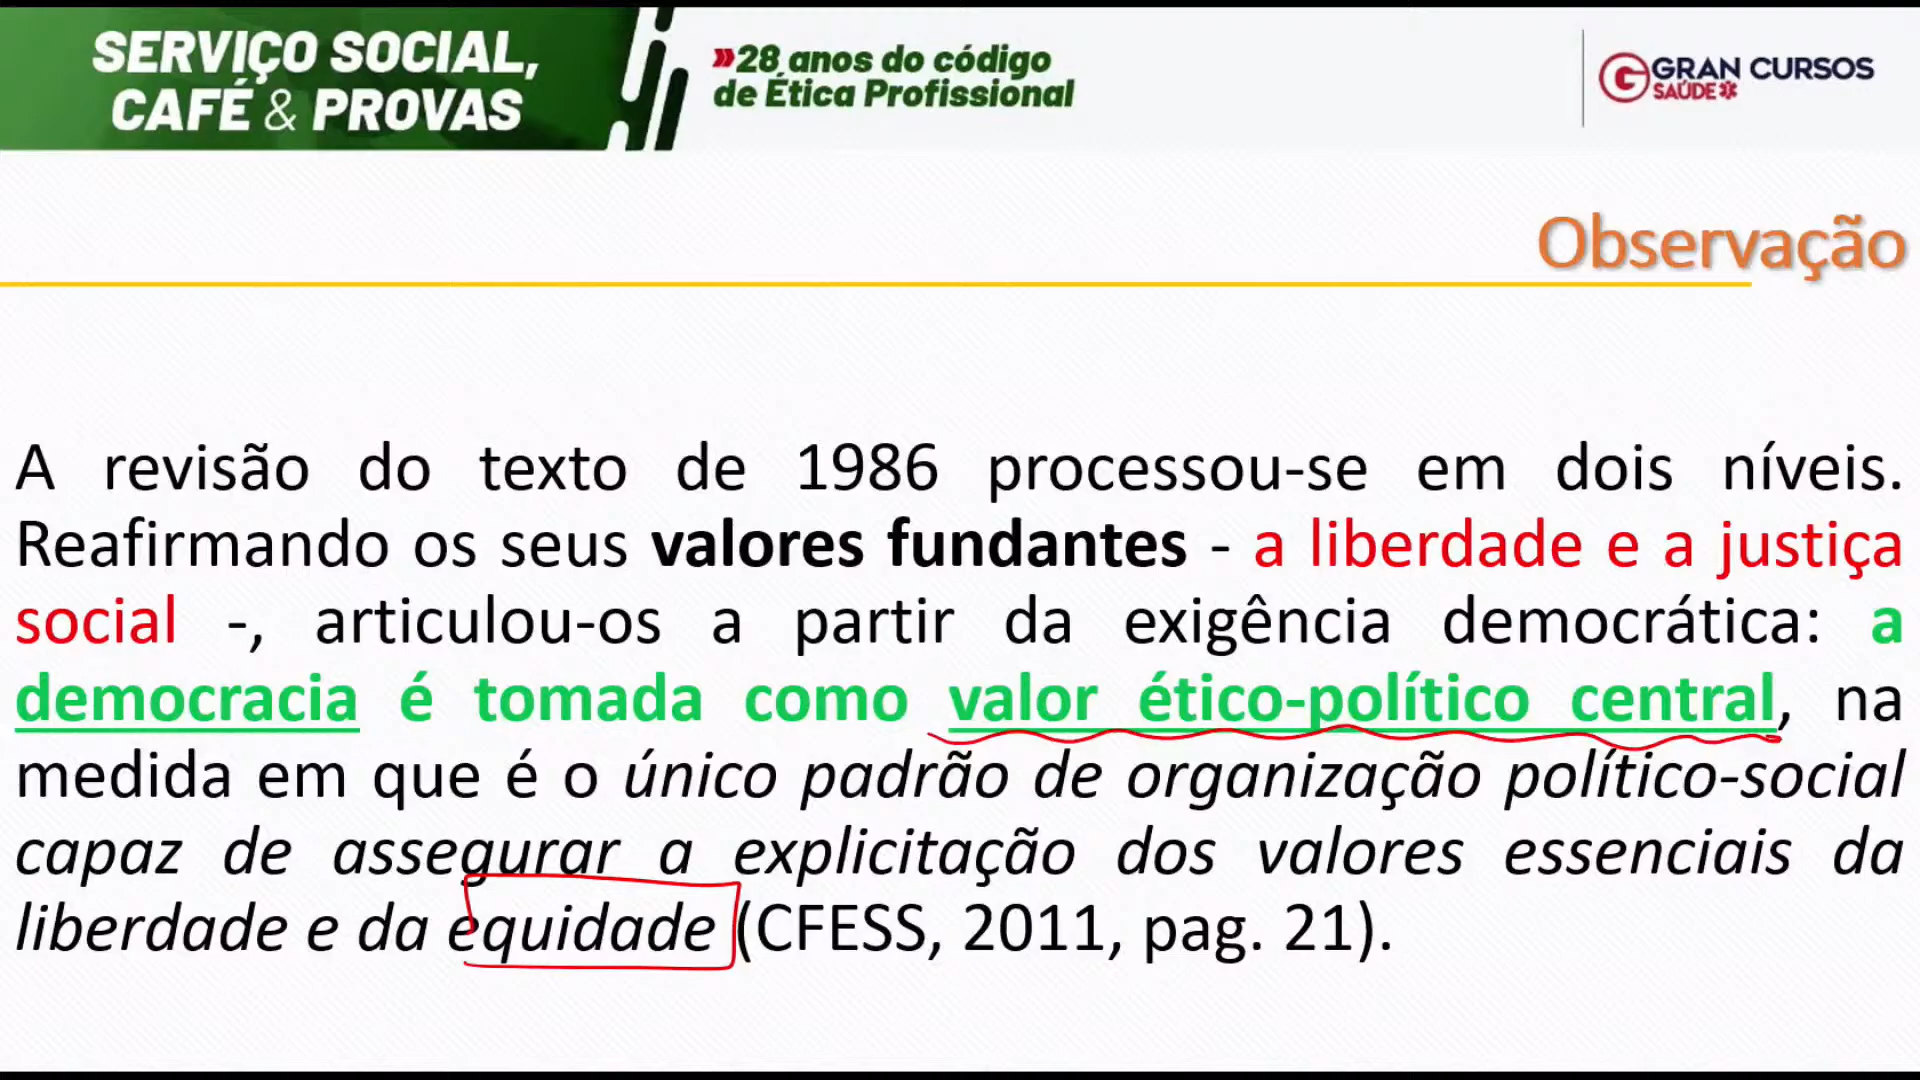 SERVIÇO SOCIAL,
CAFÉ & PROVAS
»28 anos do código
de Ética Profissional
G GRAN CURSOS
SAÚDE
Observação
A revisão do texto de 1986 processou-se em dois níveis.
Reafirmando os seus valores fundantes - a liberdade e a justiça
social -, articulou-os a partir da exigência democrática: a
democracia é tomada como valor ético-político central, na
medida em que é o único padrão de organização político-social
capaz de assegurar a explicitação dos valores essenciais da
liberdade e da equidade (CFESS, 2011, pag. 21).